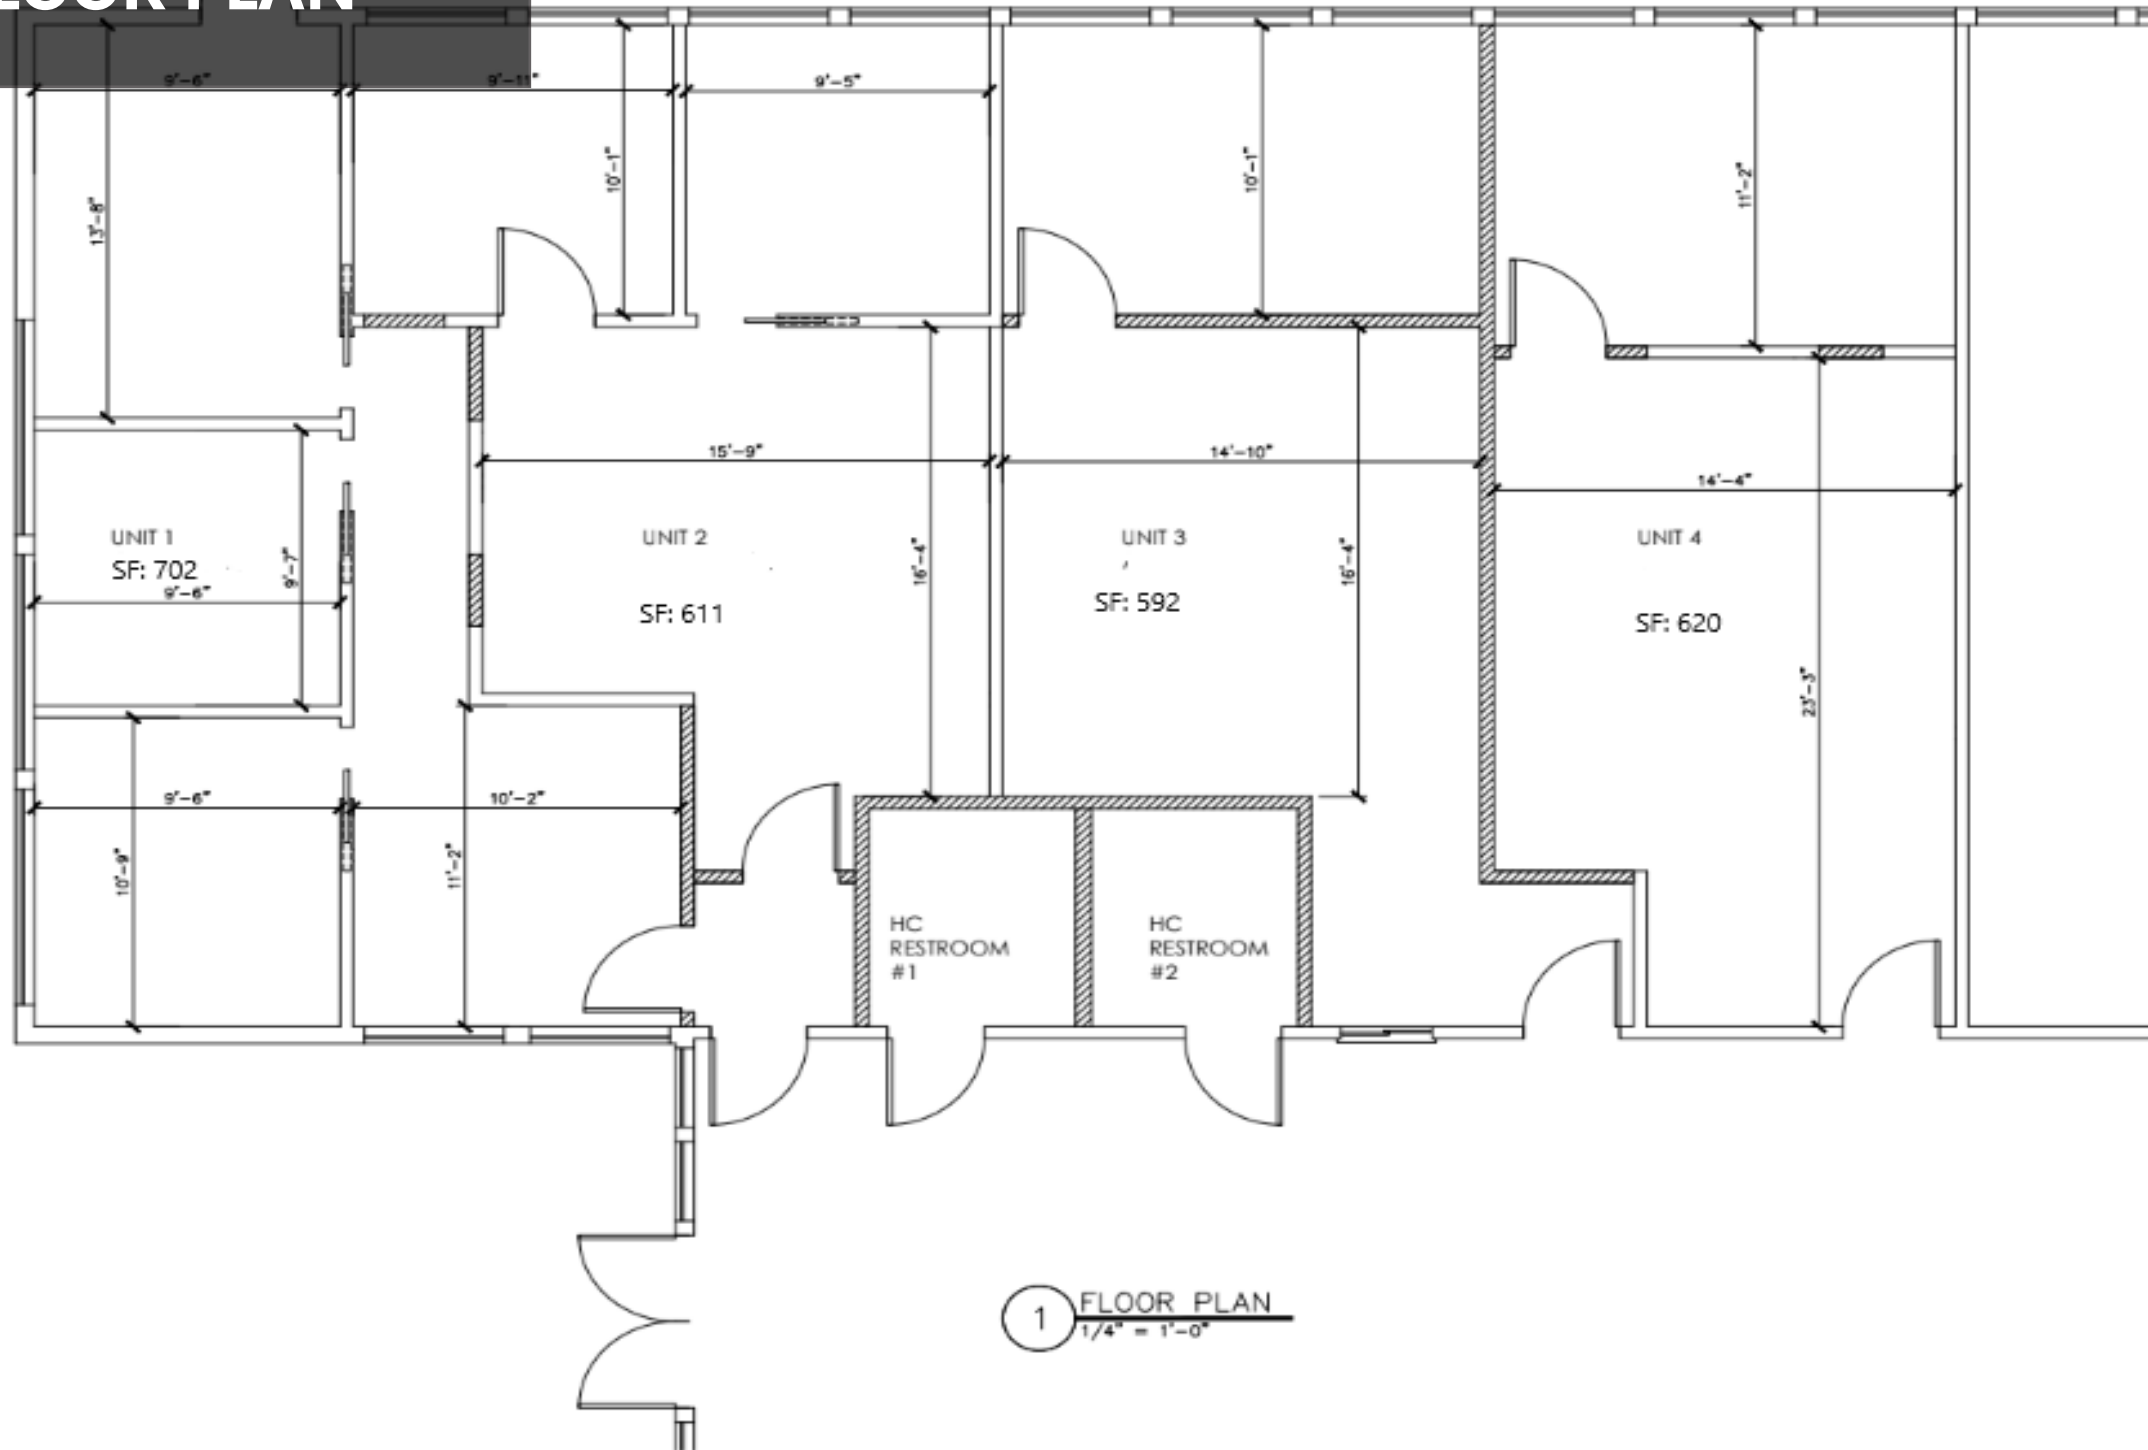 9'-6"
9'-11"
9'-5"
10'-1"
10'-1"
11'-2"
13'-8"
15'-9"
14'-10"
14'-4"
UNIT 1
SF: 702
9'-6"
9'-7"
UNIT 2
SF: 611
16'-4"
UNIT 3
SF: 592
16'-4"
UNIT 4
SF: 620
23'-3"
9'-6"
10'-2"
10'-9"
11'-2"
HC
RESTROOM
#1
HC
RESTROOM
#2
1
FLOOR PLAN
1/4" = 1'-0"